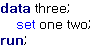 data three;
set one two;
run;